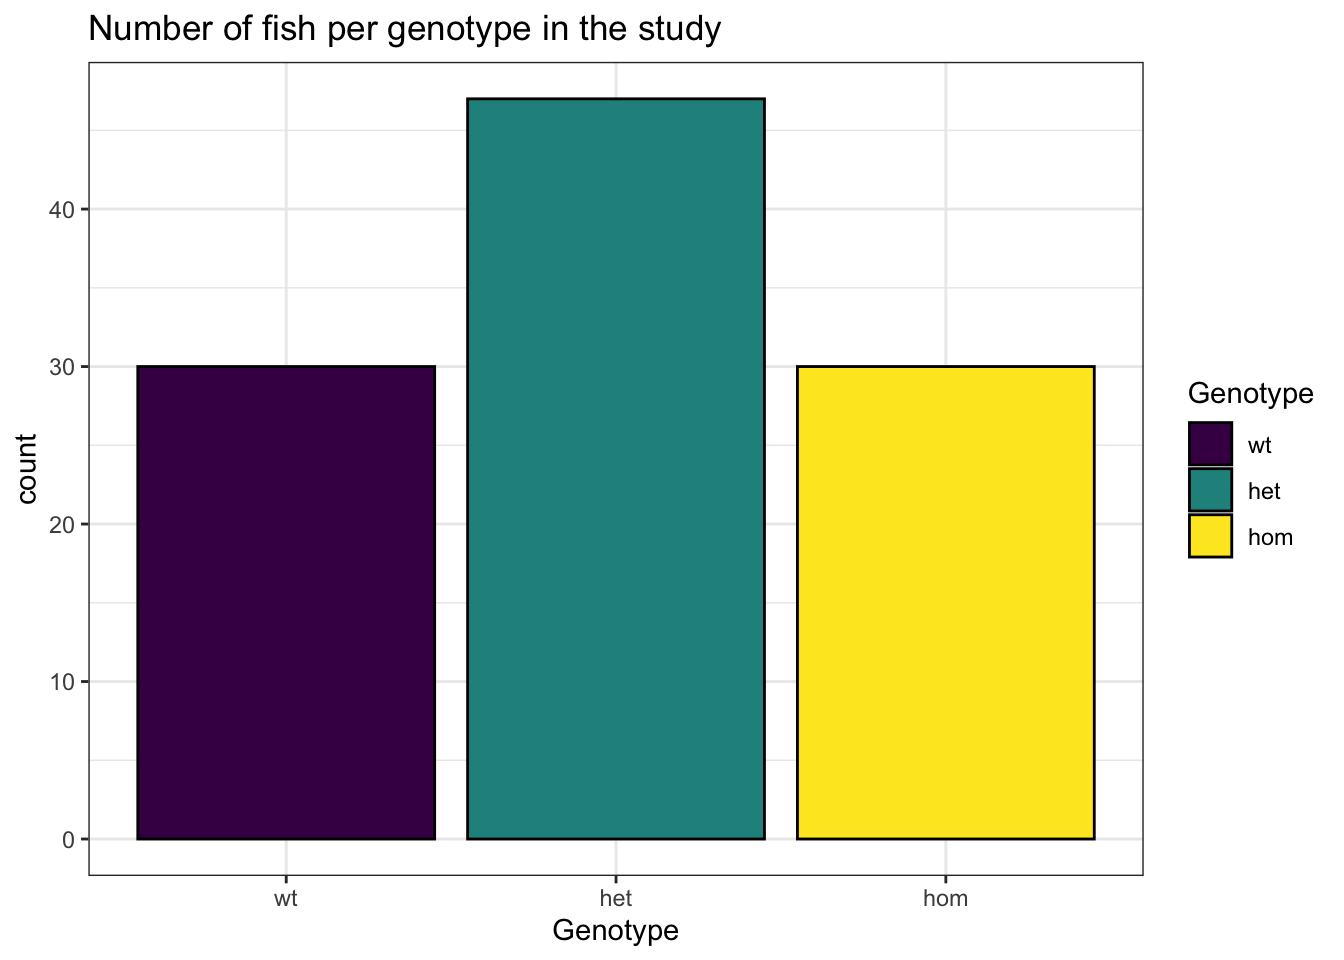 Number of fish per genotype in the study
count
40
30
20
10
0
wt
het
hom
Genotype
Genotype
wt
het
hom